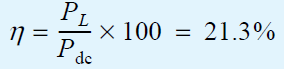 η = P_L / P_dc × 100 = 21.3%